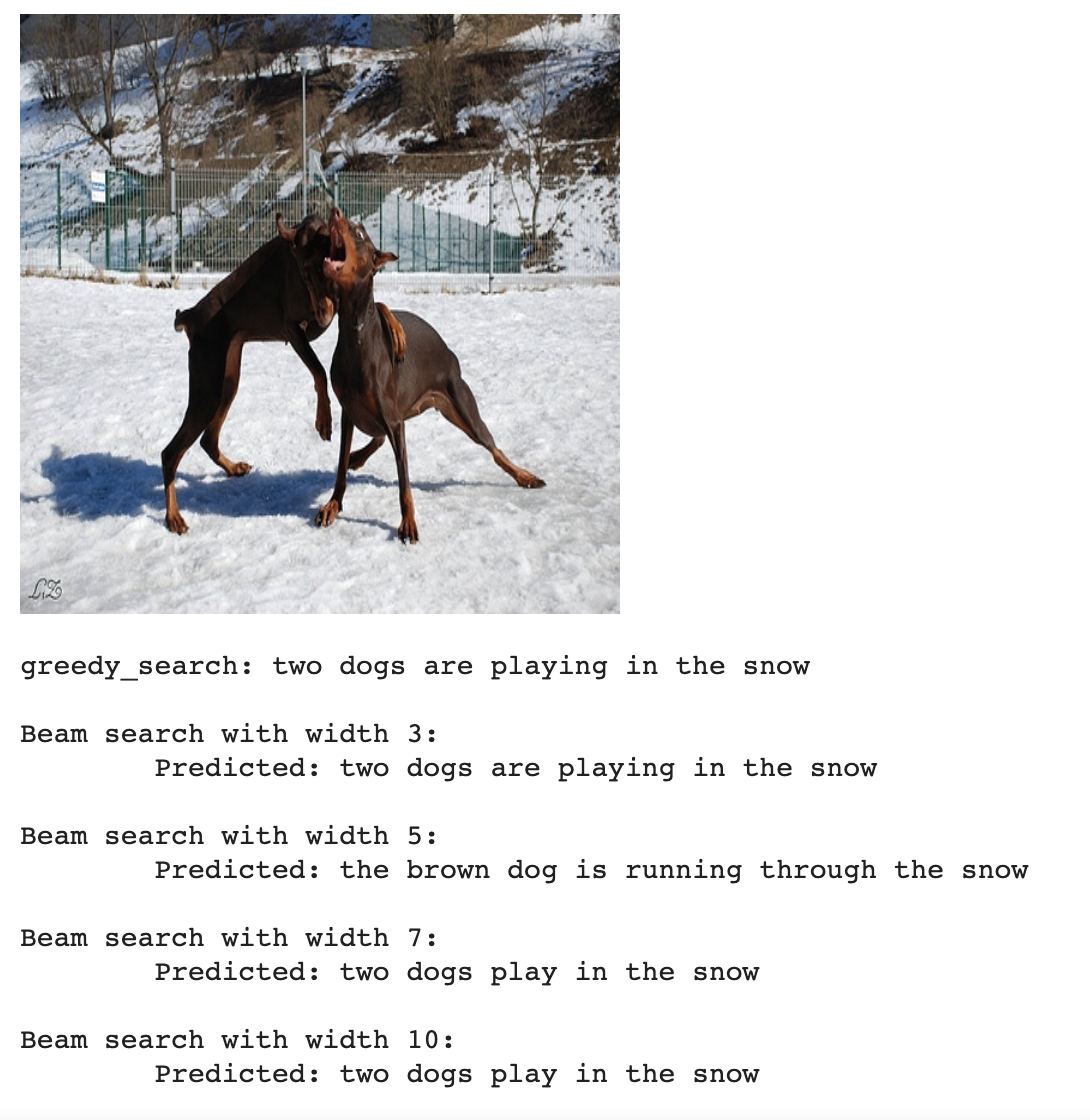 LZ
greedy_search: two dogs are playing in the snow
Beam search with width 3:
Predicted: two dogs are playing in the snow
Beam search with width 5:
Predicted: the brown dog is running through the snow
Beam search with width 7:
Predicted: two dogs play in the snow
Beam search with width 10:
Predicted: two dogs play in the snow